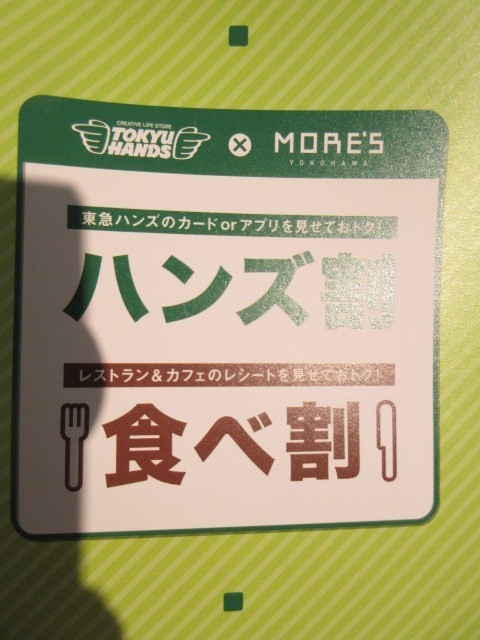 CREATIVE LIFE STORE
TOKYU
HANDS
× MORE'S
YOKOHAMA
東急ハンズのカードorアプリを見せておトク!
ハンズ割
レストラン&カフェのレシートを見せておトク!
食べ割